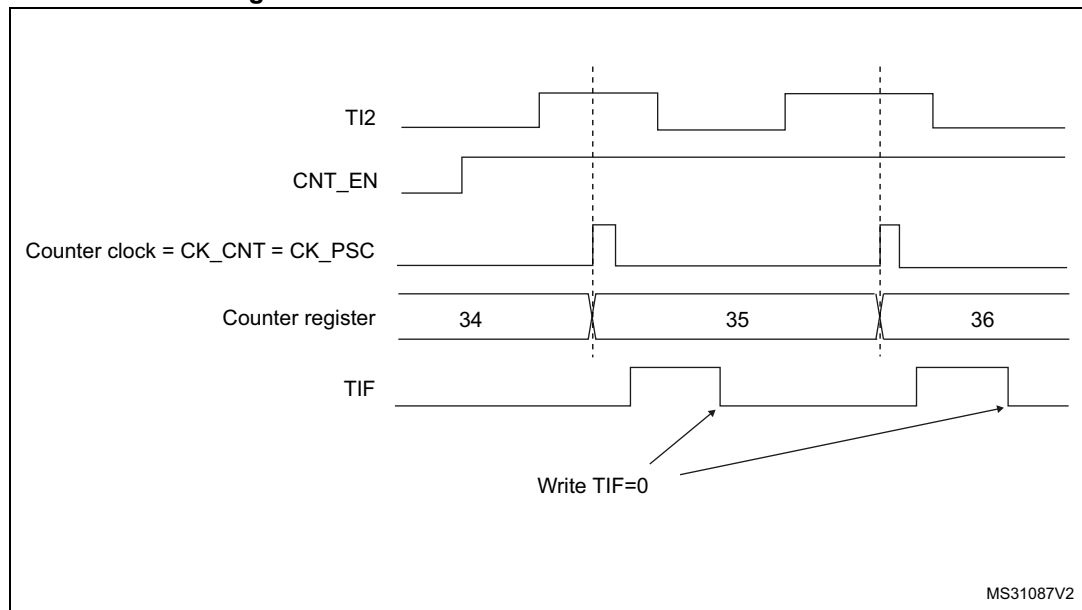 TI2
CNT_EN
Counter clock = CK_CNT = CK_PSC
Counter register
34
35
36
TIF
Write TIF=0
MS31087V2